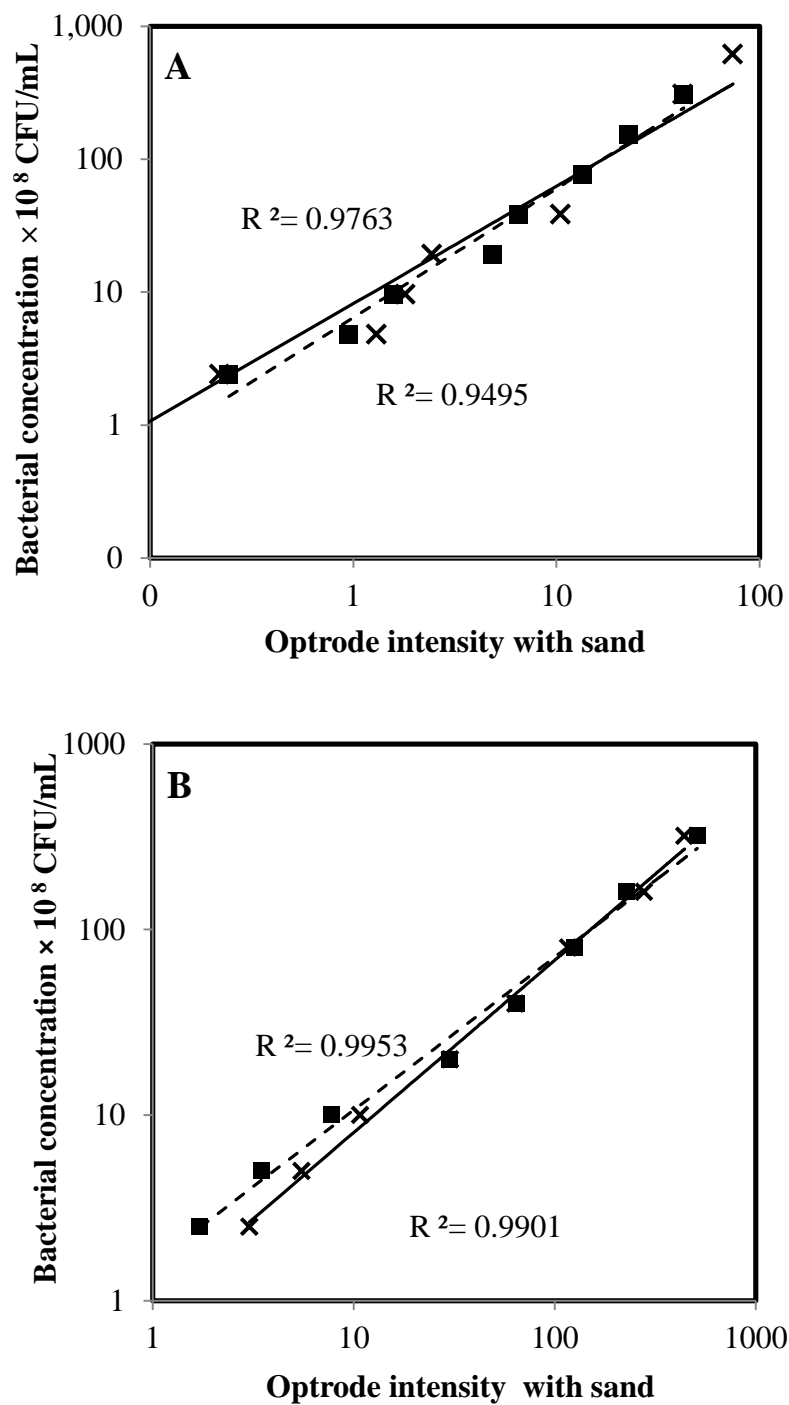 1,000
A
100
R ²= 0.9763
10
R ²= 0.9495
1
0
0 1 10 100
Bacterial concentration × 10 ⁸ CFU/mL
Optrode intensity with sand
1000
B
100
R ²= 0.9953
10
R ²= 0.9901
1
1 10 100 1000
Bacterial concentration × 10 ⁸ CFU/mL
Optrode intensity with sand